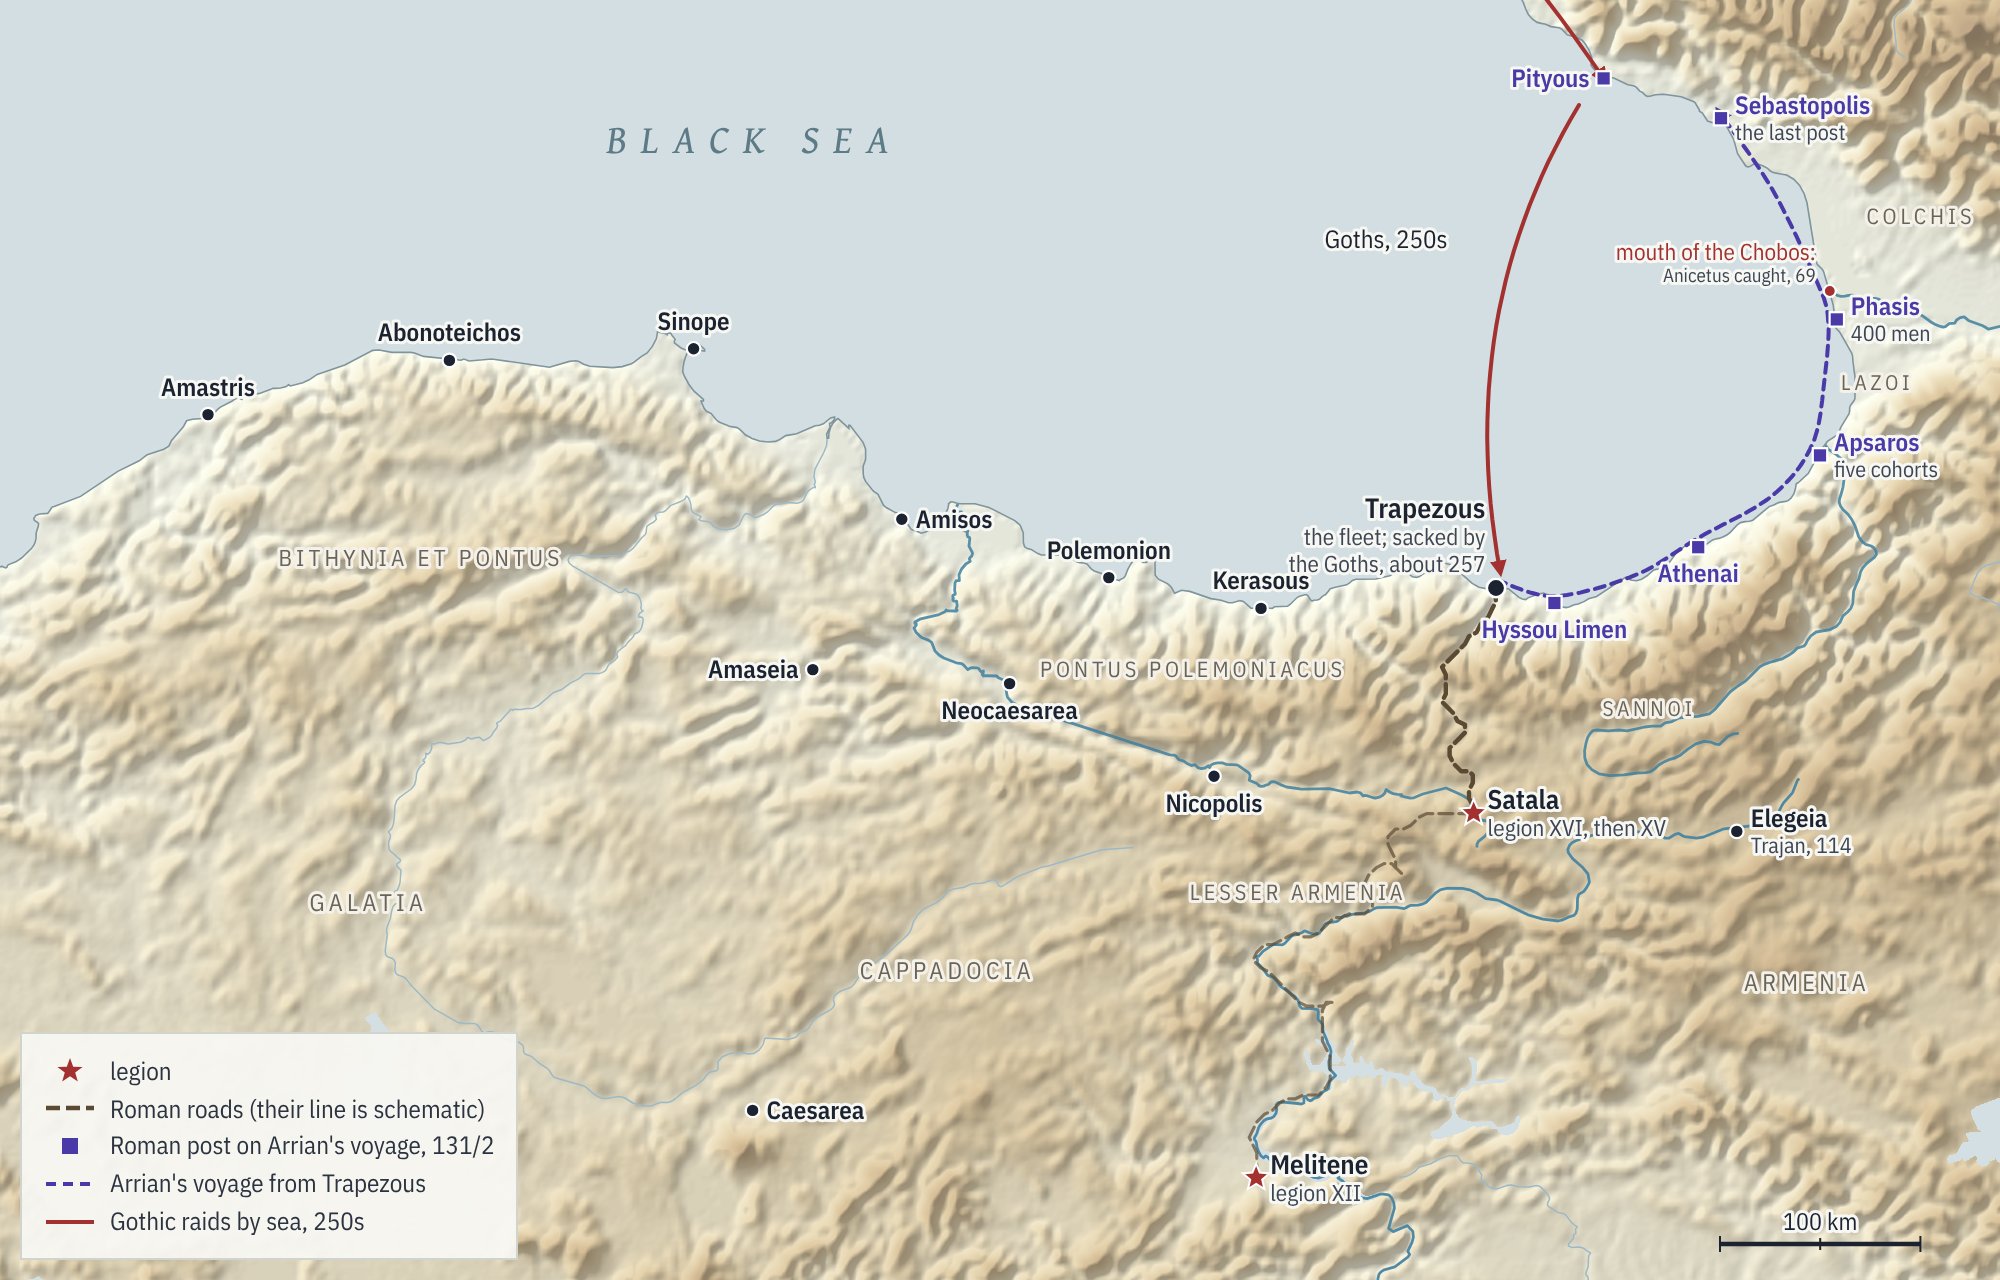 Pityous
Sebastopolis
the last post
BLACK SEA
COLCHIS
Goths, 250s
mouth of the Chobos:
Anicetus caught, 69
Phasis
400 men
Sinope
Abonoteichos
Amastris
LAZOI
Apsaros
five cohorts
Trapezous
the fleet; sacked by
the Goths, about 257
Amisos
Polemonion
Kerasous
BITHYNIA ET PONTUS
Athenai
Hyssou Limen
Amaseia
PONTUS POLEMONIACUS
Neocaesarea
SANNOI
Nicopolis
Satala
legion XVI, then XV
Elegeia
Trajan, 114
GALATIA
LESSER ARMENIA
CAPPADOCIA
ARMENIA
Caesarea
Melitene
legion XII
legion
Roman roads (their line is schematic)
Roman post on Arrian's voyage, 131/2
Arrian's voyage from Trapezous
Gothic raids by sea, 250s
100 km